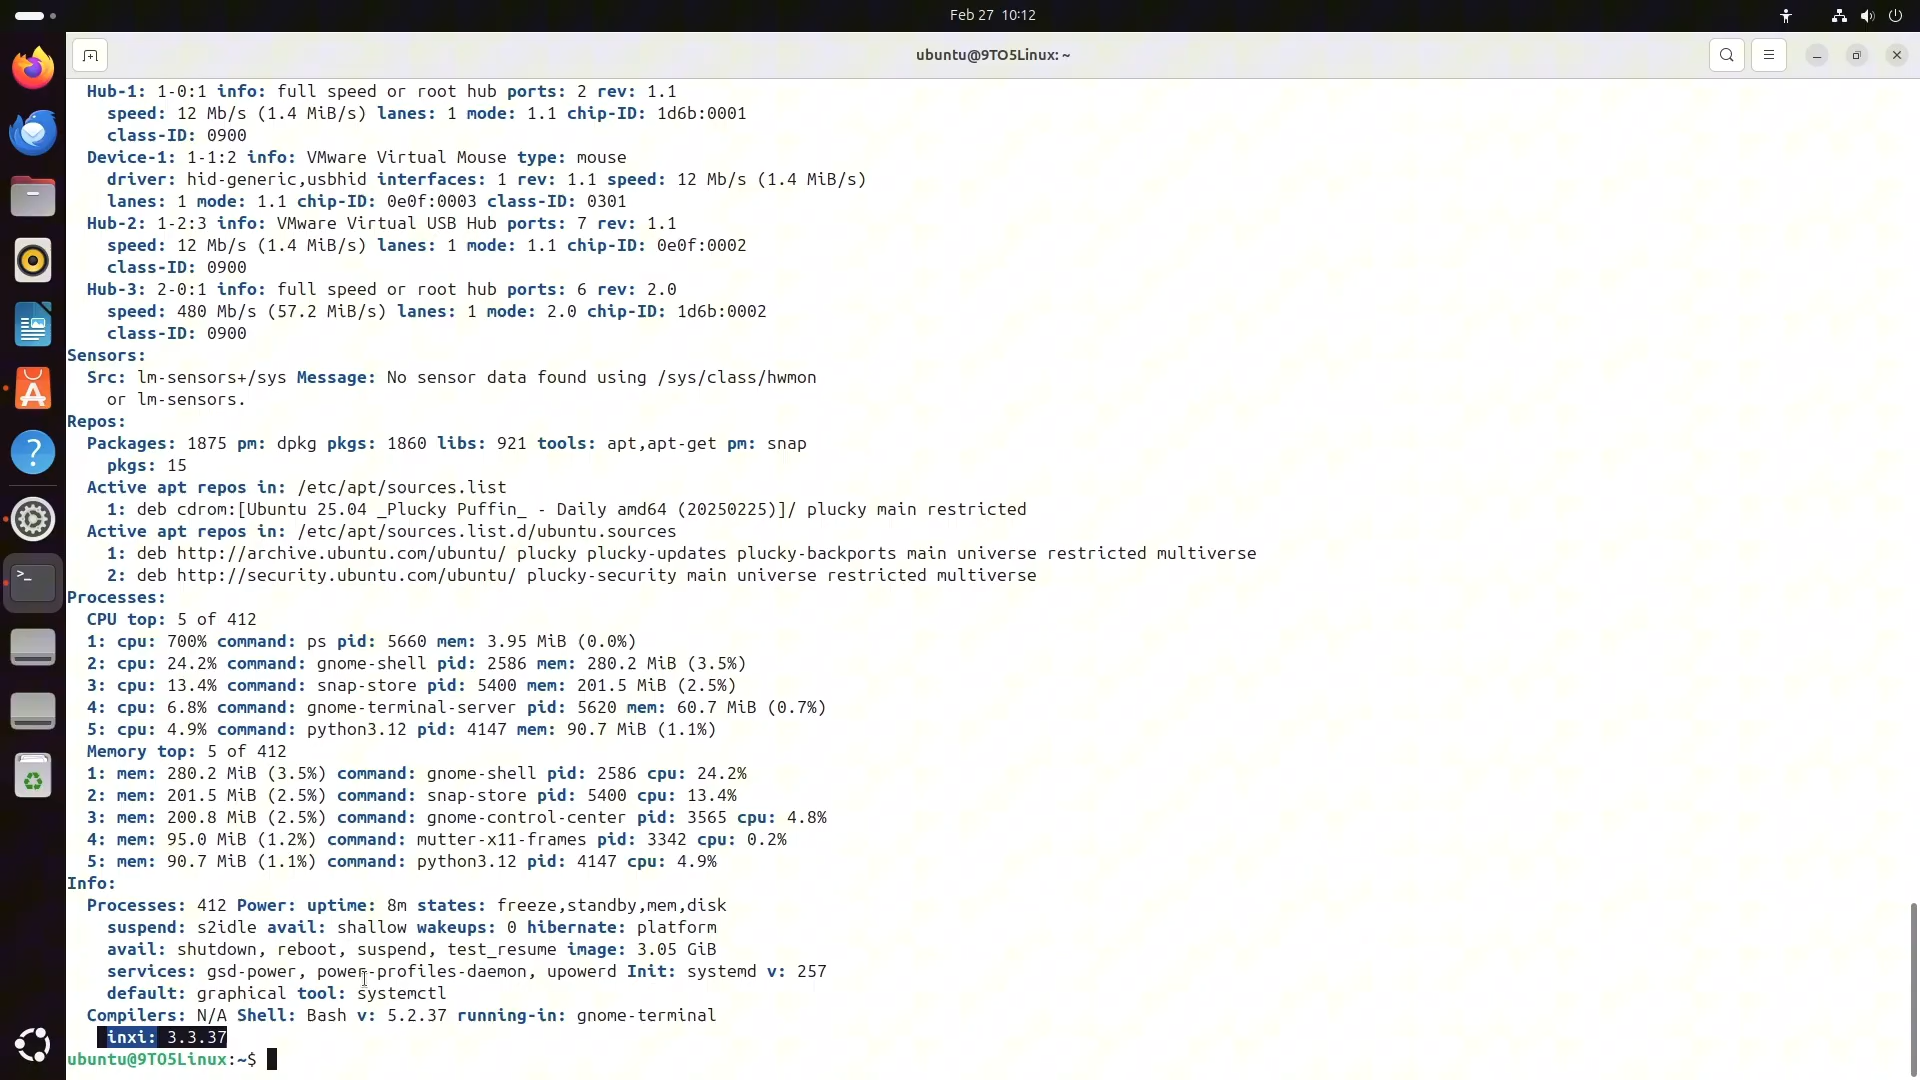 Feb 27 10:12
ubuntu@9TO5Linux: ~
Hub-1: 1-0:1 info: full speed or root hub ports: 2 rev: 1.1
speed: 12 Mb/s (1.4 MiB/s) lanes: 1 mode: 1.1 chip-ID: 1d6b:0001
class-ID: 0900
Device-1: 1-1:2 info: VMware Virtual Mouse type: mouse
driver: hid-generic,usbhid interfaces: 1 rev: 1.1 speed: 12 Mb/s (1.4 MiB/s)
lanes: 1 mode: 1.1 chip-ID: 0e0f:0003 class-ID: 0301
Hub-2: 1-2:3 info: VMware Virtual USB Hub ports: 7 rev: 1.1
speed: 12 Mb/s (1.4 MiB/s) lanes: 1 mode: 1.1 chip-ID: 0e0f:0002
class-ID: 0900
Hub-3: 2-0:1 info: full speed or root hub ports: 6 rev: 2.0
speed: 480 Mb/s (57.2 MiB/s) lanes: 1 mode: 2.0 chip-ID: 1d6b:0002
class-ID: 0900
Sensors:
Src: lm-sensors+/sys Message: No sensor data found using /sys/class/hwmon
or lm-sensors.
Repos:
Packages: 1875 pm: dpkg pkgs: 1860 libs: 921 tools: apt,apt-get pm: snap
pkgs: 15
Active apt repos in: /etc/apt/sources.list
1: deb cdrom:[Ubuntu 25.04 _Plucky Puffin_ - Daily amd64 (20250225)]/ plucky main restricted
Active apt repos in: /etc/apt/sources.list.d/ubuntu.sources
1: deb http://archive.ubuntu.com/ubuntu/ plucky plucky-updates plucky-backports main universe restricted multiverse
2: deb http://security.ubuntu.com/ubuntu/ plucky-security main universe restricted multiverse
Processes:
CPU top: 5 of 412
1: cpu: 700% command: ps pid: 5660 mem: 3.95 MiB (0.0%)
2: cpu: 24.2% command: gnome-shell pid: 2586 mem: 280.2 MiB (3.5%)
3: cpu: 13.4% command: snap-store pid: 5400 mem: 201.5 MiB (2.5%)
4: cpu: 6.8% command: gnome-terminal-server pid: 5620 mem: 60.7 MiB (0.7%)
5: cpu: 4.9% command: python3.12 pid: 4147 mem: 90.7 MiB (1.1%)
Memory top: 5 of 412
1: mem: 280.2 MiB (3.5%) command: gnome-shell pid: 2586 cpu: 24.2%
2: mem: 201.5 MiB (2.5%) command: snap-store pid: 5400 cpu: 13.4%
3: mem: 200.8 MiB (2.5%) command: gnome-control-center pid: 3565 cpu: 4.8%
4: mem: 95.0 MiB (1.2%) command: mutter-x11-frames pid: 3342 cpu: 0.2%
5: mem: 90.7 MiB (1.1%) command: python3.12 pid: 4147 cpu: 4.9%
Info:
Processes: 412 Power: uptime: 8m states: freeze,standby,mem,disk
suspend: s2idle avail: shallow wakeups: 0 hibernate: platform
avail: shutdown, reboot, suspend, test_resume image: 3.05 GiB
services: gsd-power, power-profiles-daemon, upowerd Init: systemd v: 257
default: graphical tool: systemctl
Compilers: N/A Shell: Bash v: 5.2.37 running-in: gnome-terminal
inxi: 3.3.37
ubuntu@9TO5Linux:~$